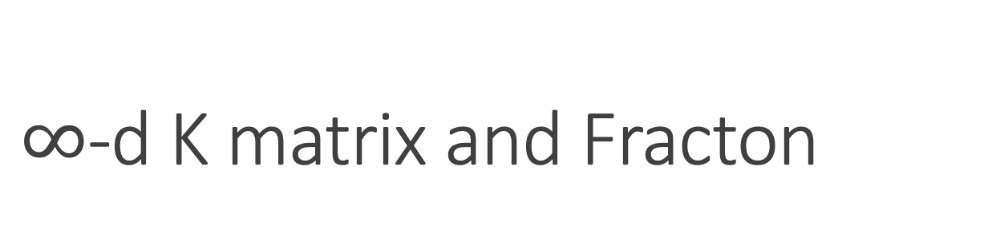 ∞-d K matrix and Fracton